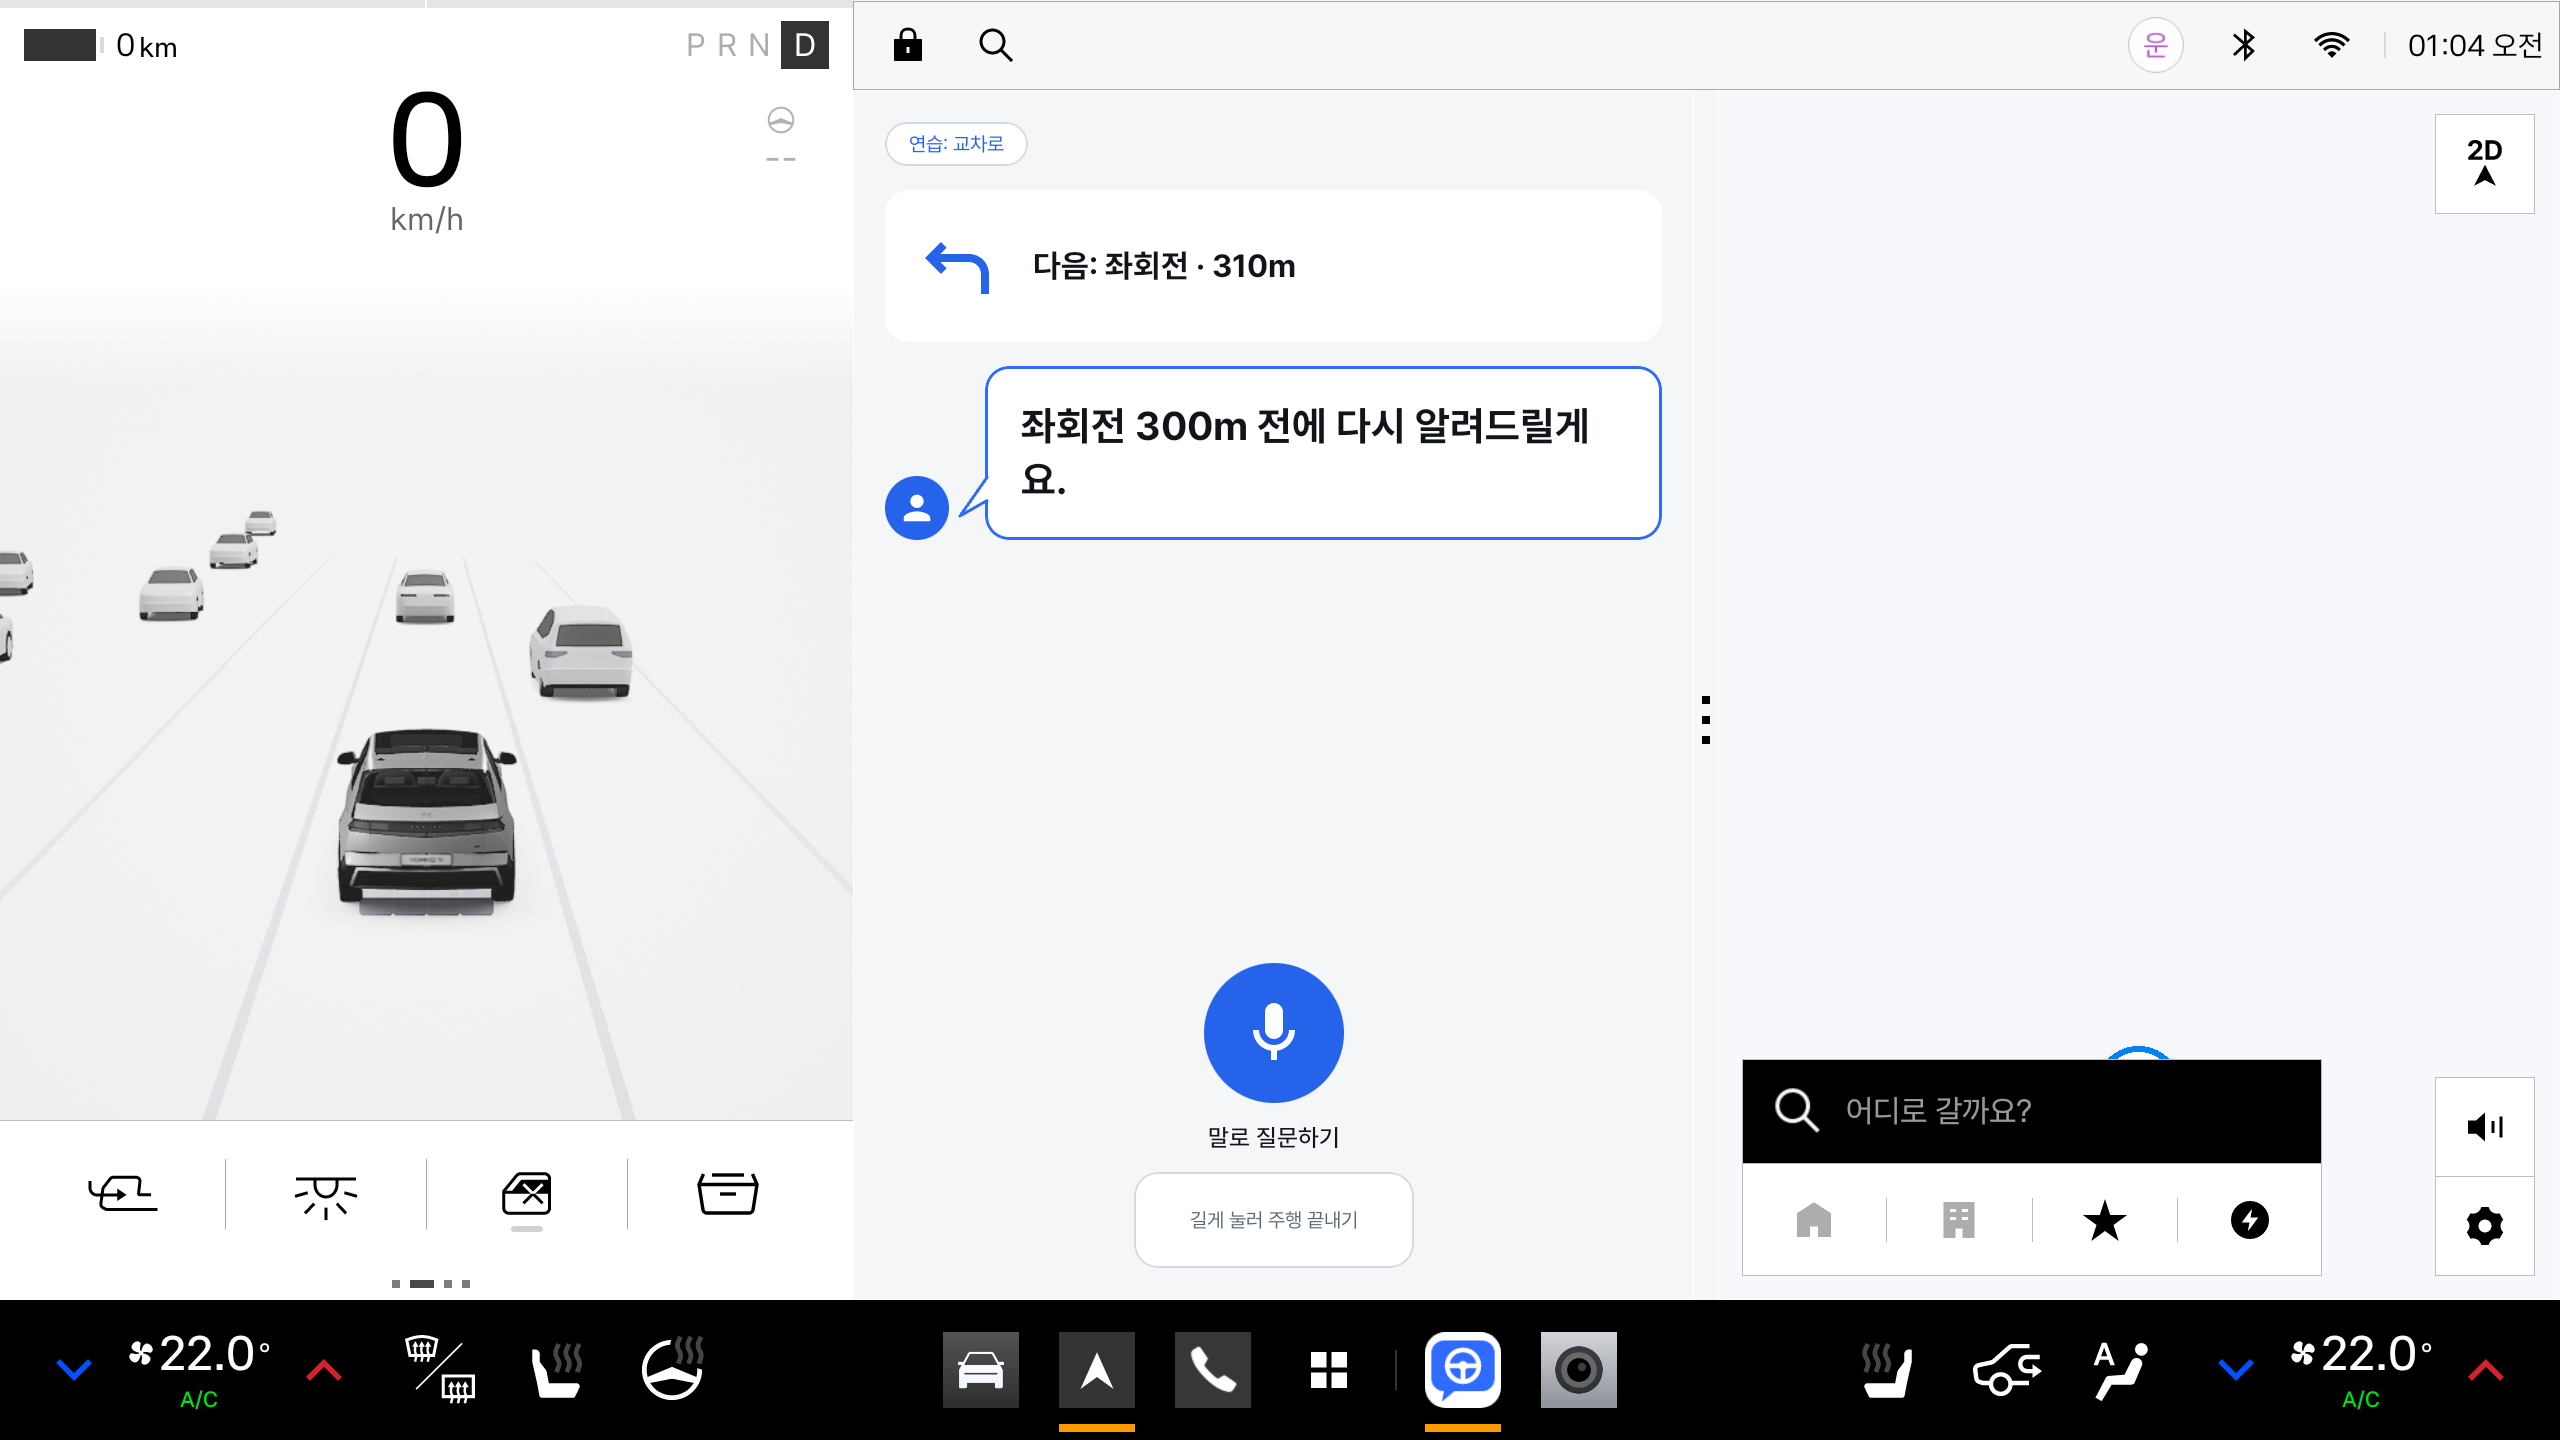 0 km
P R N D
0
km/h
--
운
01:04 오전
연습: 교차로
다음: 좌회전 · 310m
좌회전 300m 전에 다시 알려드릴게
요.
말로 질문하기
길게 눌러 주행 끝내기
2D
어디로 갈까요?
22.0°
A/C
A
22.0°
A/C